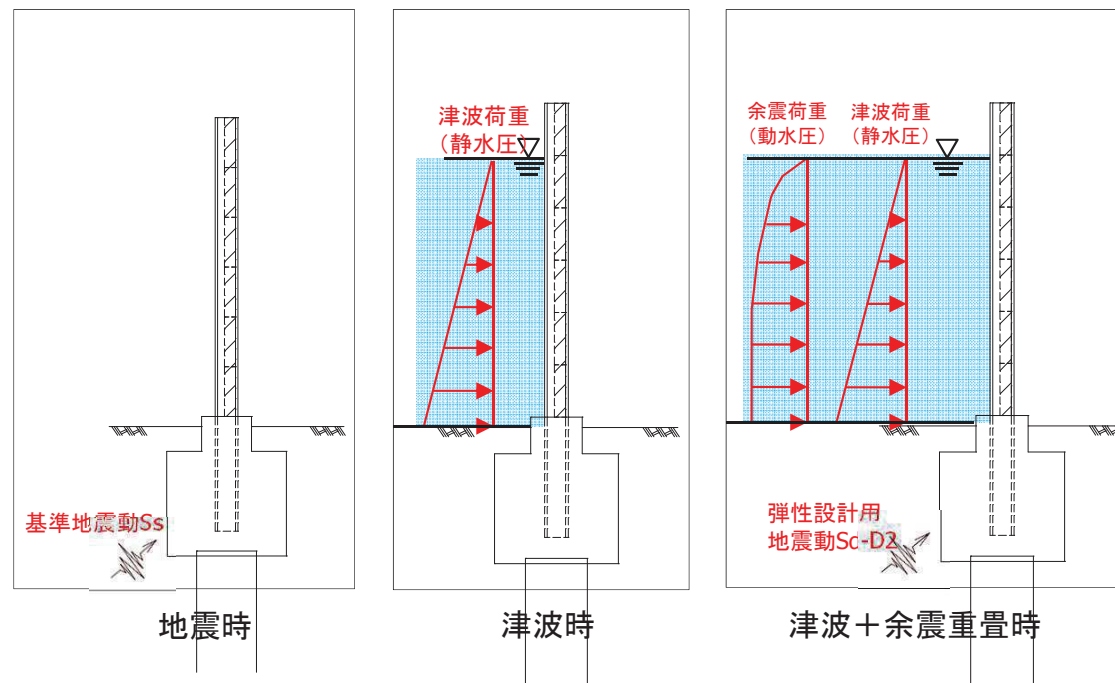 基準地震動Ss
地震時
津波荷重
（静水圧）
津波時
余震荷重
（動水圧）
津波荷重
（静水圧）
弾性設計用
地震動Sd-D2
津波＋余震重畳時